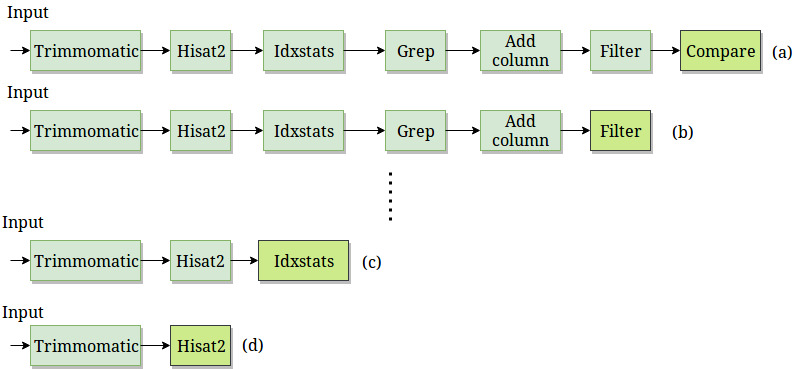 Input
Trimmomatic Hisat2 Idxstats Grep Add column Filter Compare (a)
Input
Trimmomatic Hisat2 Idxstats Grep Add column Filter (b)
Input
Trimmomatic Hisat2 Idxstats (c)
Input
Trimmomatic Hisat2 (d)